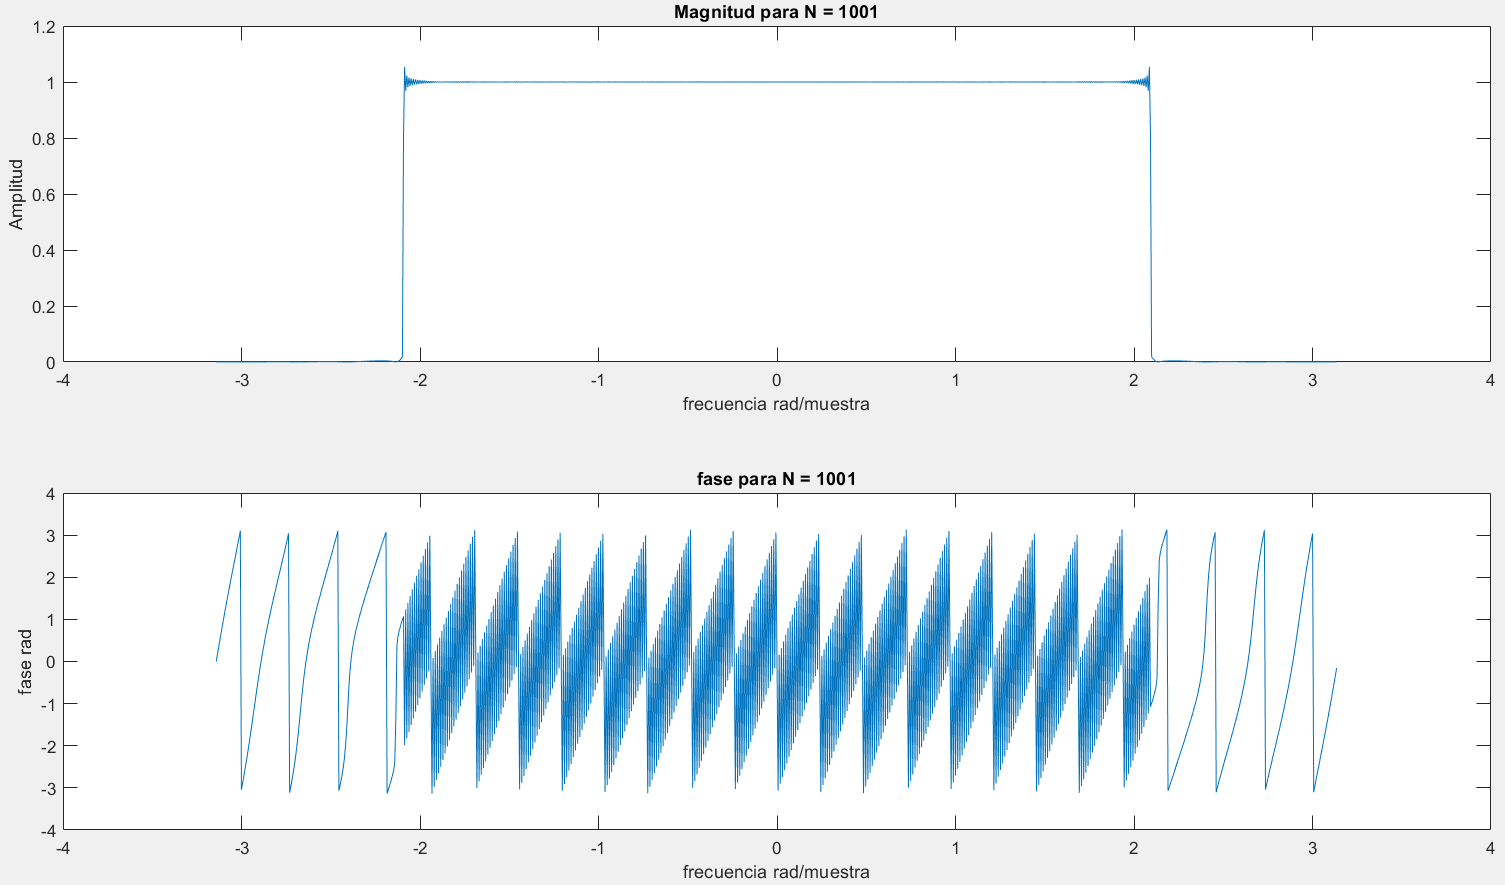 Magnitud para N = 1001
1.2
1
0.8
0.6
0.4
0.2
0
Amplitud
-4 -3 -2 -1 0 1 2 3 4
frecuencia rad/muestra
fase para N = 1001
4
3
2
1
0
-1
-2
-3
-4
fase rad
-4 -3 -2 -1 0 1 2 3 4
frecuencia rad/muestra